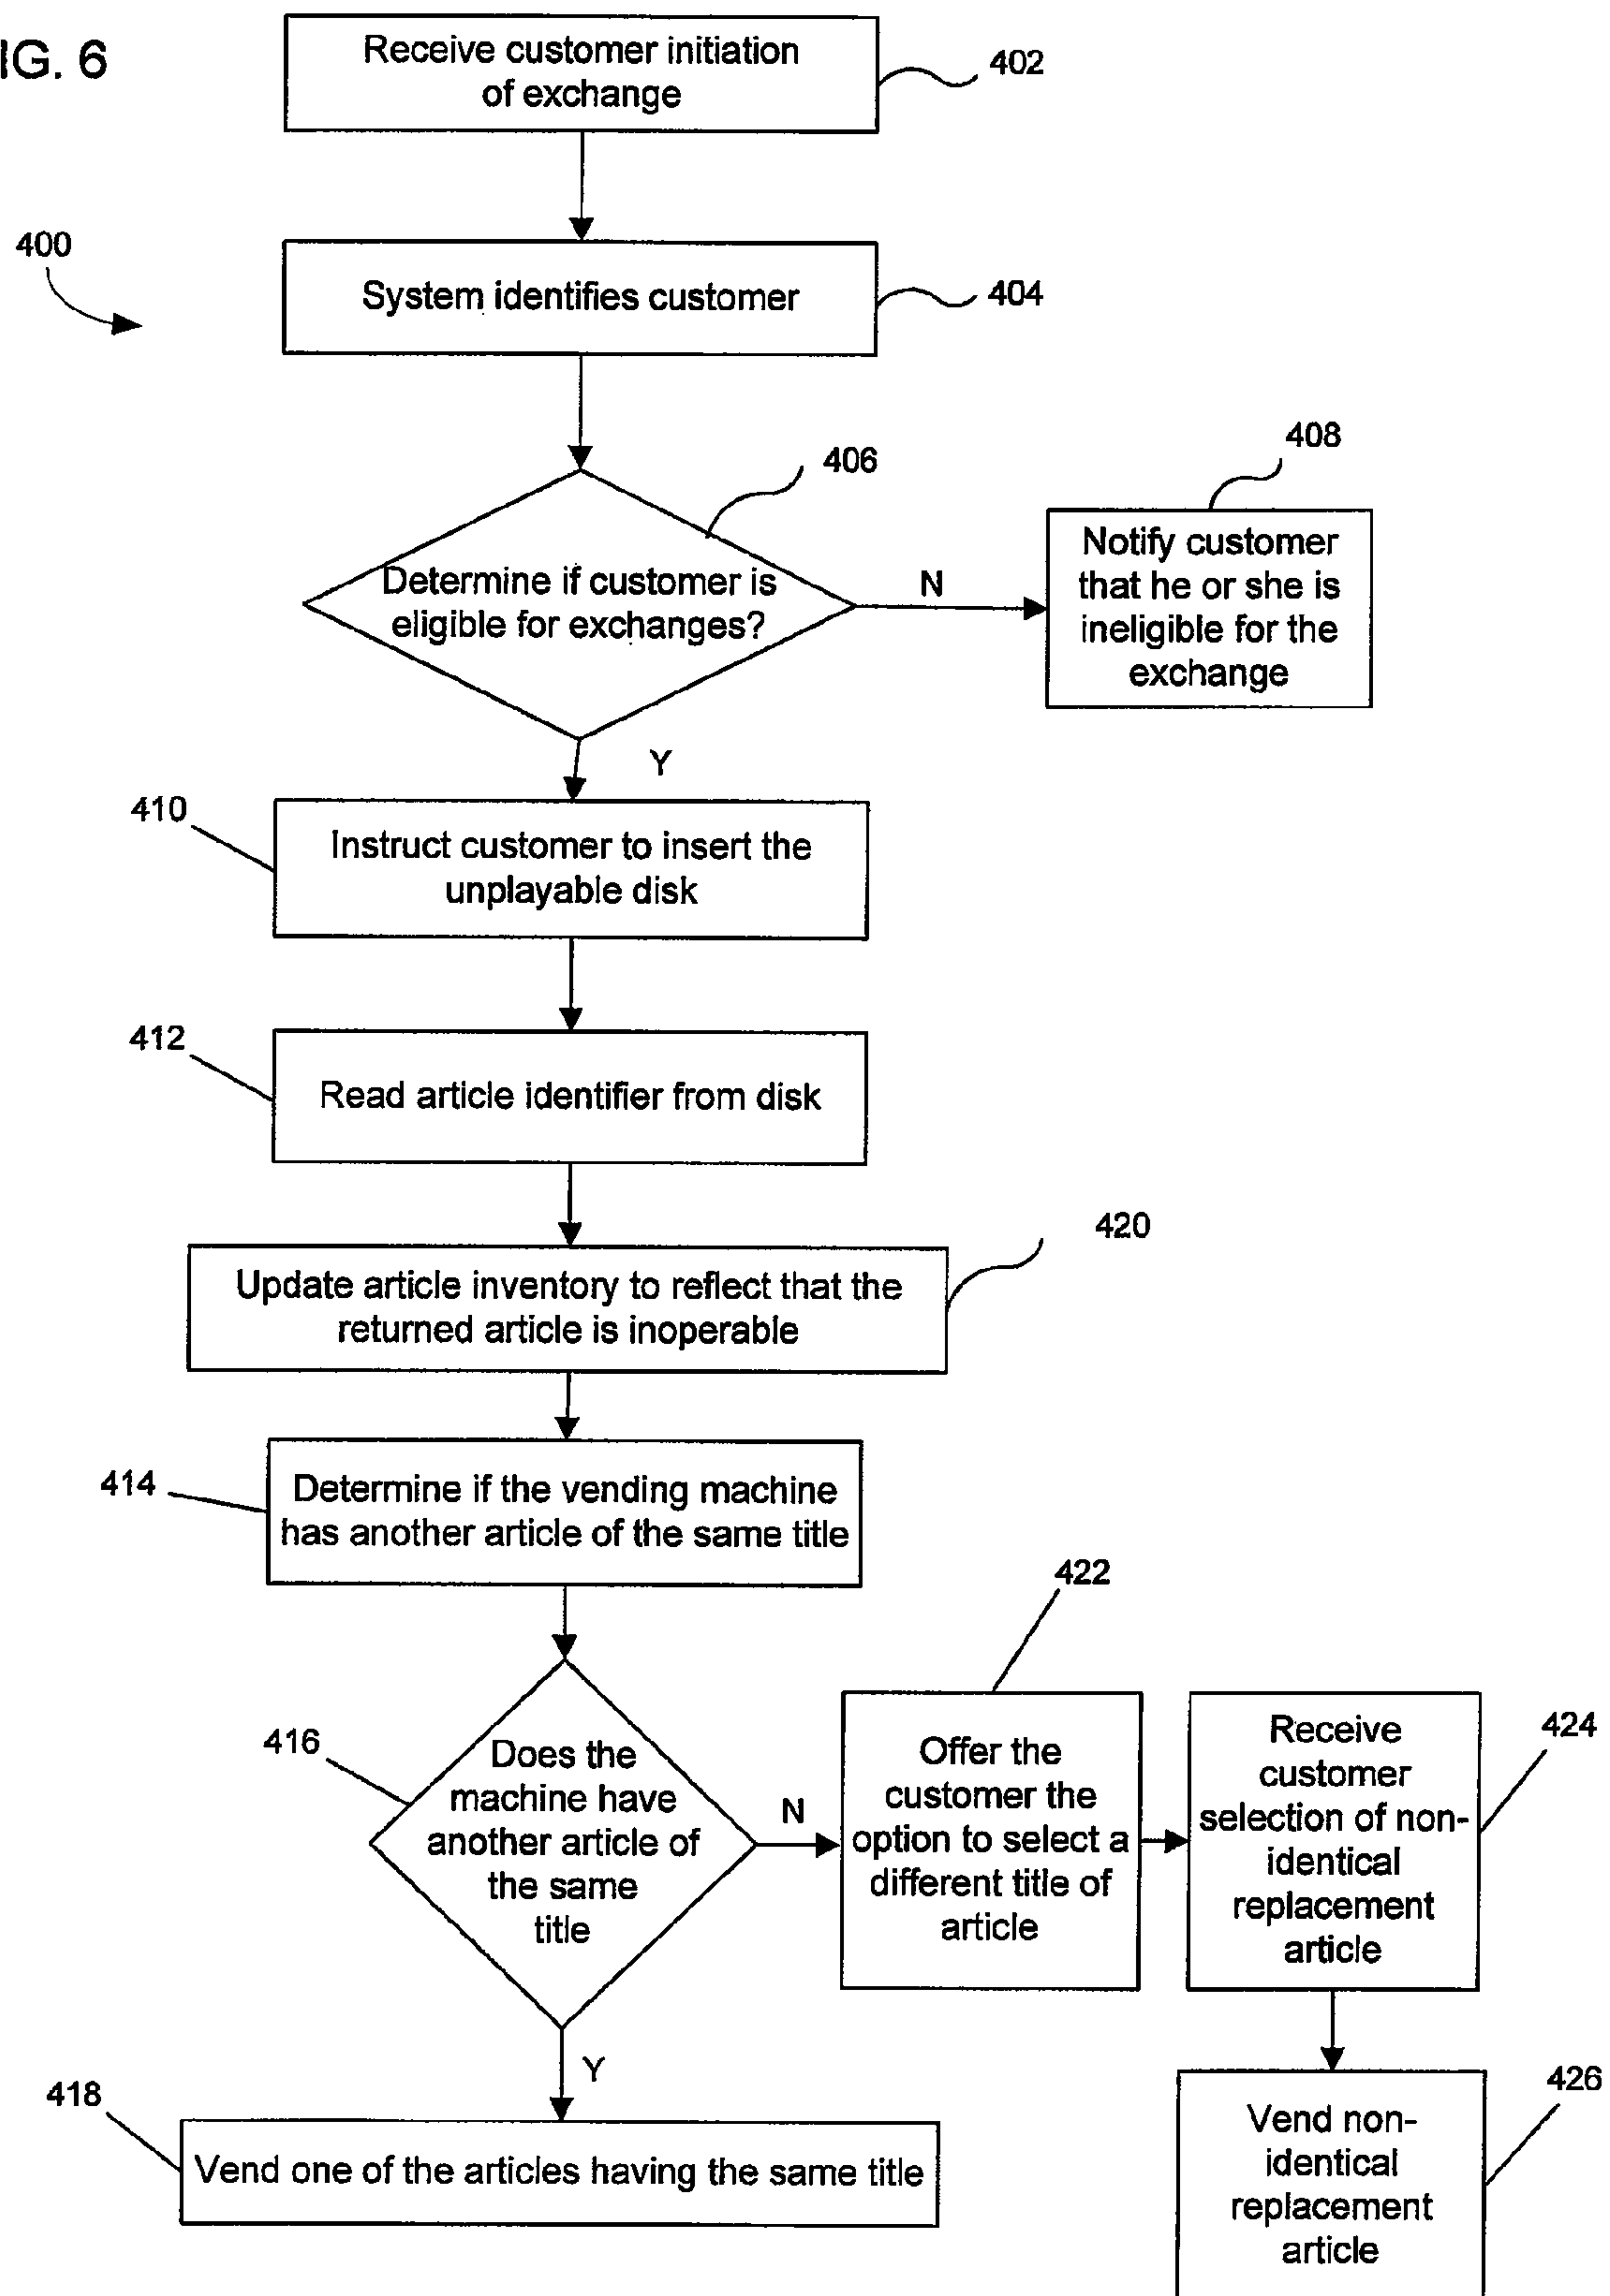 IG. 6
Receive customer initiation
of exchange
402
400
System identifies customer
404
406
408
Determine if customer is
eligible for exchanges?
N
Notify customer
that he or she is
ineligible for the
exchange
Y
410
Instruct customer to insert the
unplayable disk
412
Read article identifier from disk
420
Update article inventory to reflect that the
returned article is inoperable
414
Determine if the vending machine
has another article of the same title
422
416
Does the
machine have
another article of
the same
title
N
Offer the
customer the
option to select a
different title of
article
Receive
customer
selection of non-
identical
replacement
article
424
Y
418
Vend one of the articles having the same title
426
Vend non-
identical
replacement
article